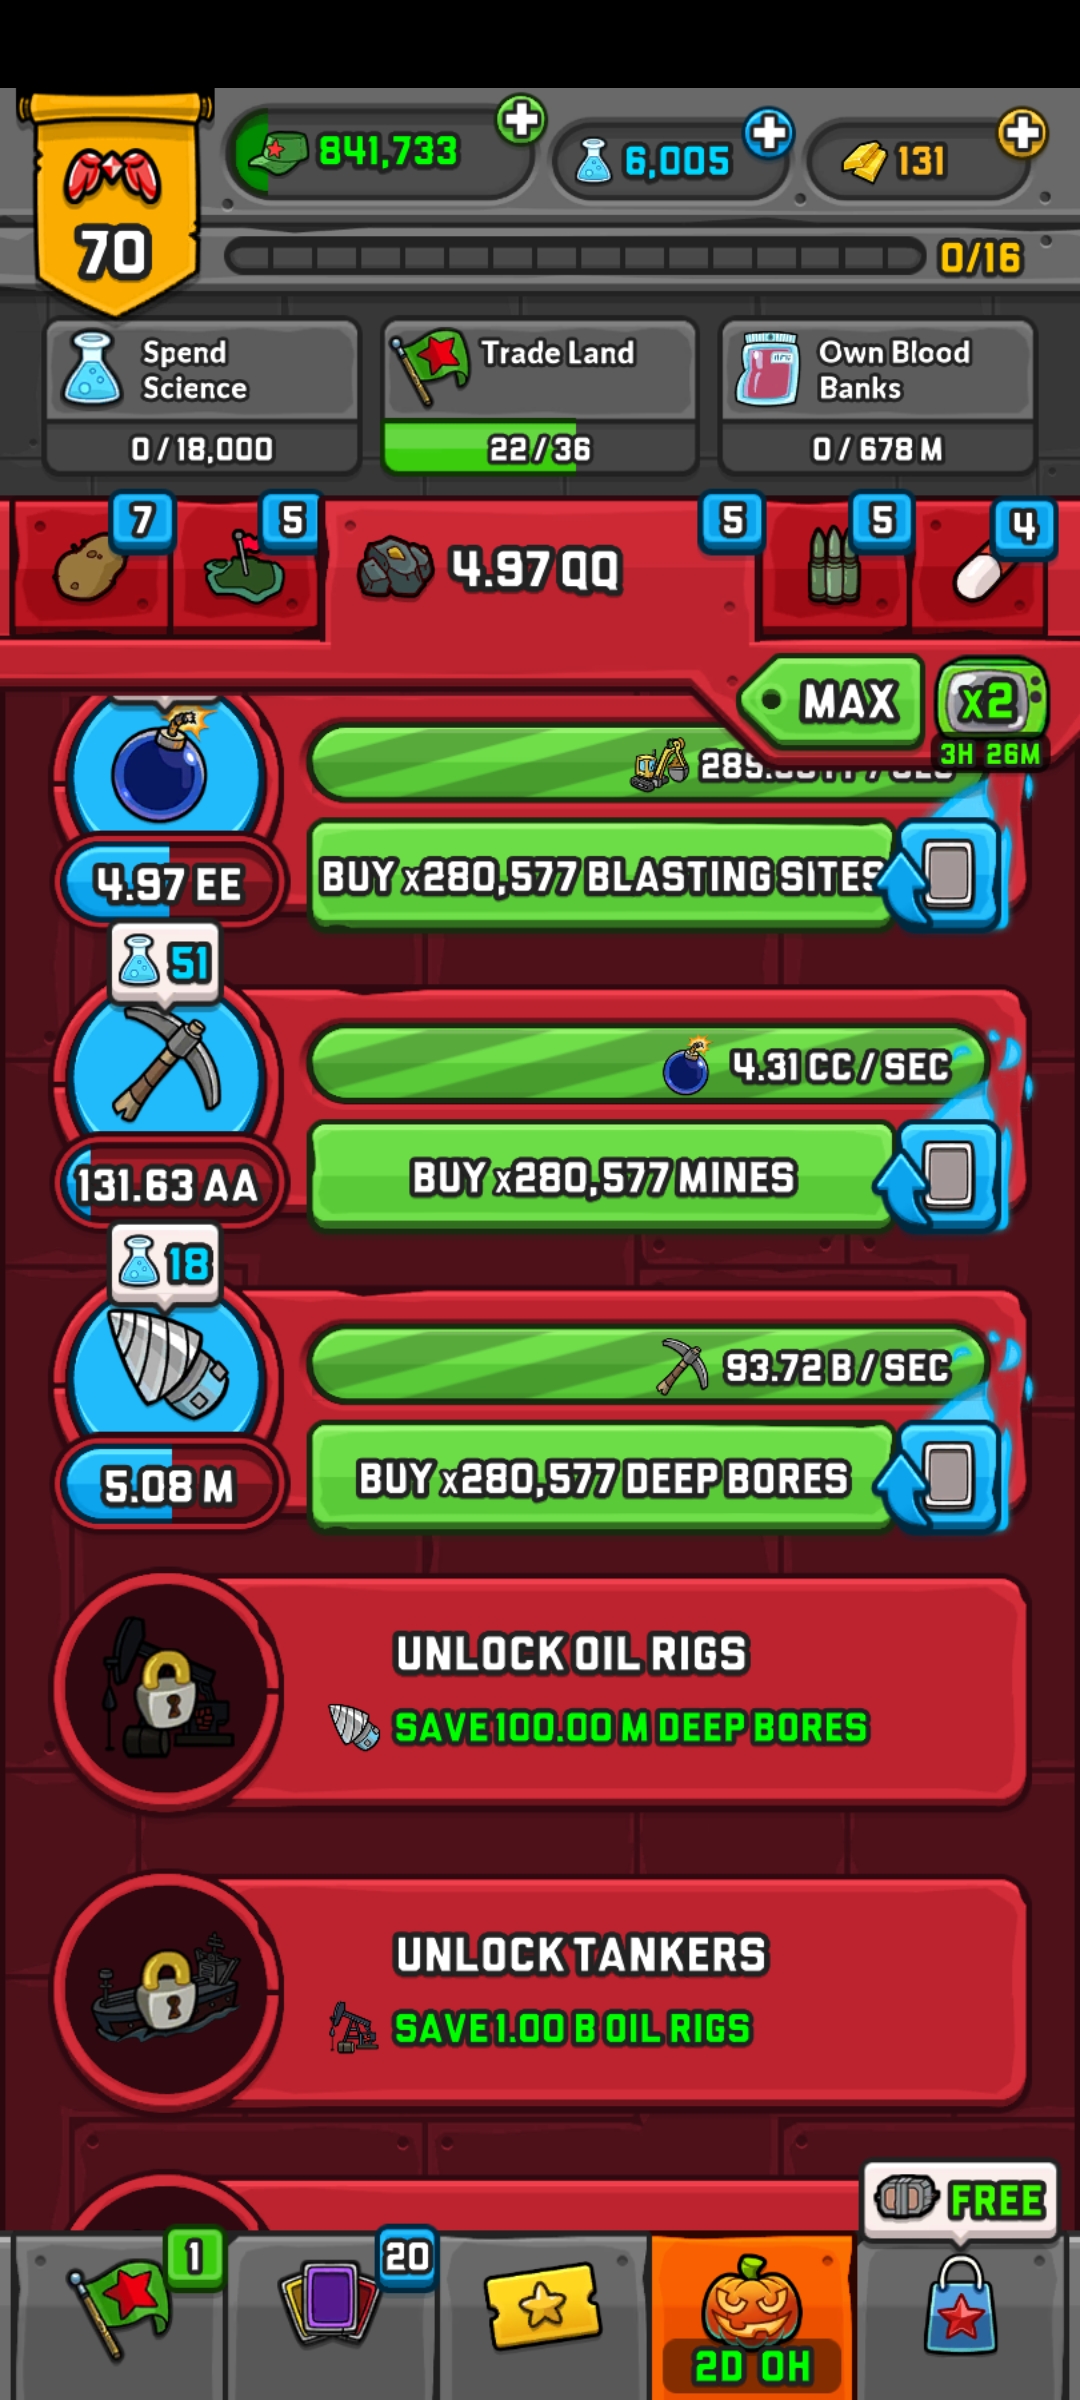 841,733
6,005
131
70
0/16
Spend
Science
0 / 18,000
Trade Land
22 / 36
Own Blood
Banks
0 / 678 M
7
5
4.97 QQ
5
5
4
MAX
x2
3H 26M
4.97 EE
BUY x280,577 BLASTING SITES
51
4.31 CC / SEC
131.63 AA
BUY x280,577 MINES
18
93.72 B / SEC
5.08 M
BUY x280,577 DEEP BORES
UNLOCK OIL RIGS
SAVE 100.00 M DEEP BORES
UNLOCK TANKERS
SAVE 1.00 B OIL RIGS
FREE
1
20
2D 0H